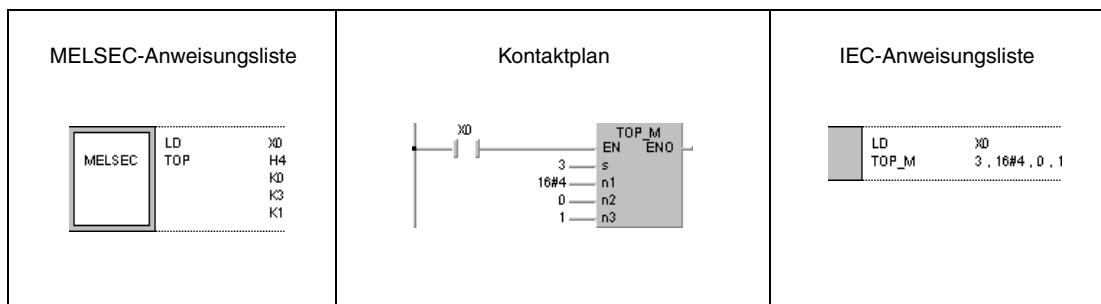 MELSEC-Anweisungsliste
MELSEC
LD X0
TOP H4
K0
K3
K1
Kontaktplan
X0
TOP_M
EN ENO
3 s
16#4 n1
0 n2
1 n3
IEC-Anweisungsliste
LD X0
TOP_M 3 , 16#4 , 0 , 1